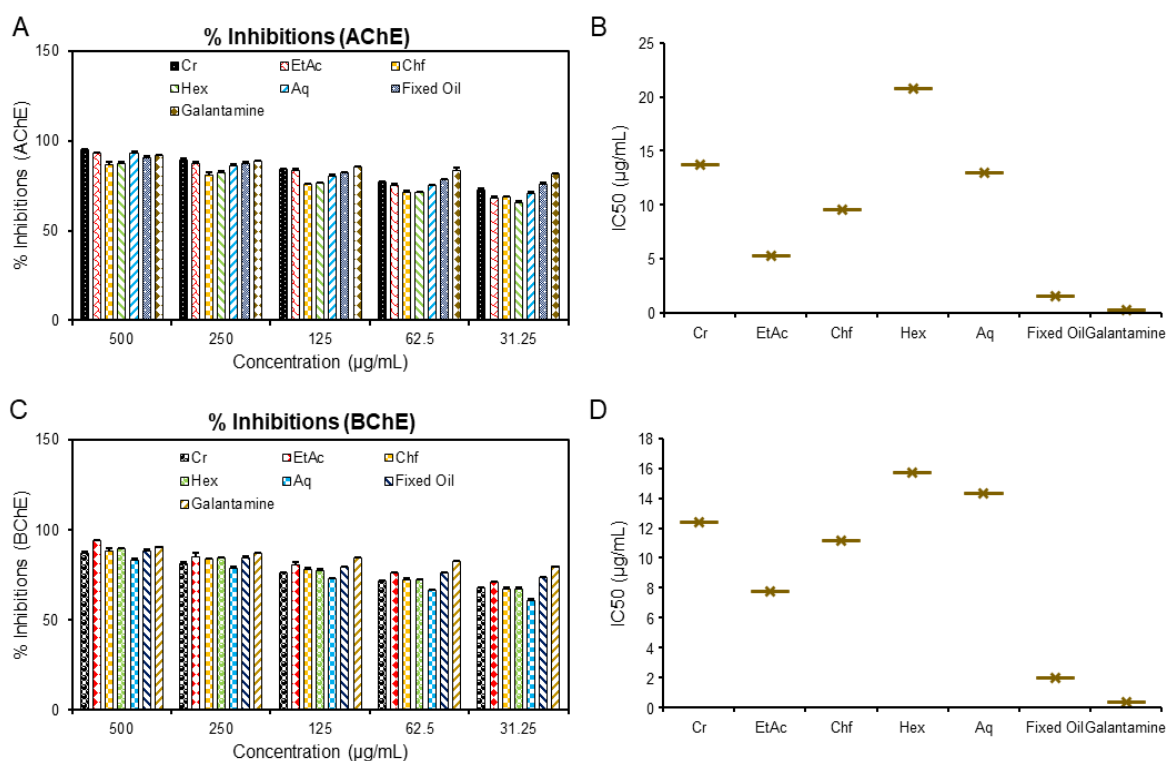 A
% Inhibitions (AChE)
150
100
50
0
% Inhibitions (AChE)
Cr
EtAc
Chf
Hex
Aq
Fixed Oil
Galantamine
500
250
125
62.5
31.25
Concentration (µg/mL)
B
25
20
15
10
5
0
IC50 (µg/mL)
Cr
EtAc
Chf
Hex
Aq
Fixed Oil
Galantamine
C
% Inhibitions (BChE)
150
100
50
0
% Inhibitions (BChE)
Cr
EtAc
Chf
Hex
Aq
Fixed Oil
Galantamine
500
250
125
62.5
31.25
Concentration (µg/mL)
D
18
16
14
12
10
8
6
4
2
0
IC50 (µg/mL)
Cr
EtAc
Chf
Hex
Aq
Fixed Oil
Galantamine